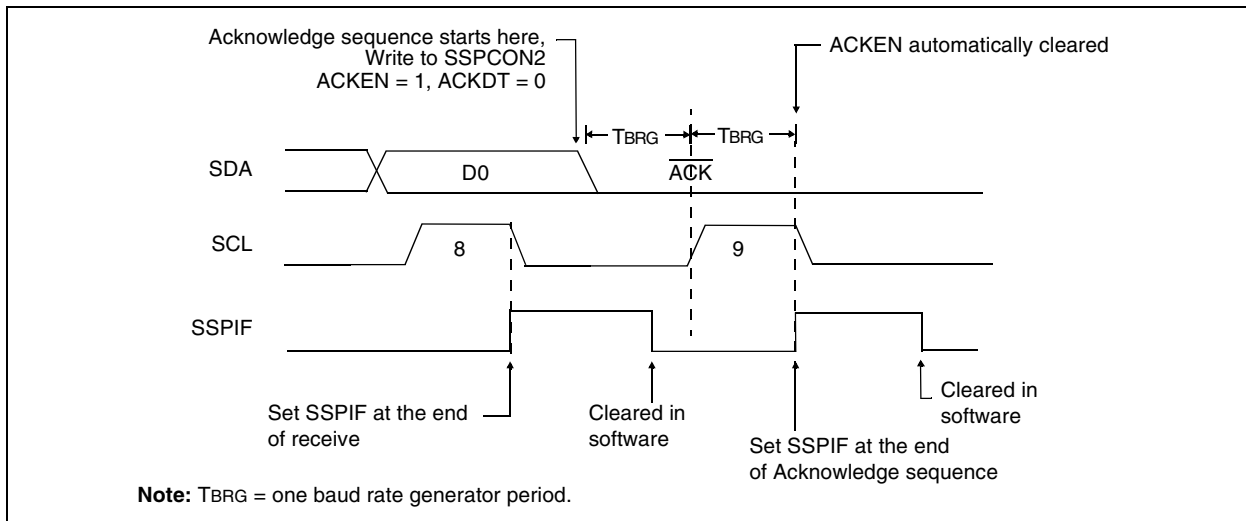 Acknowledge sequence starts here,
Write to SSPCON2
ACKEN = 1, ACKDT = 0
ACKEN automatically cleared
TBRG
TBRG
SDA
D0
ACK
SCL
8
9
SSPIF
Set SSPIF at the end
of receive
Cleared in
software
Set SSPIF at the end
of Acknowledge sequence
Cleared in
software
Note: TBRG = one baud rate generator period.